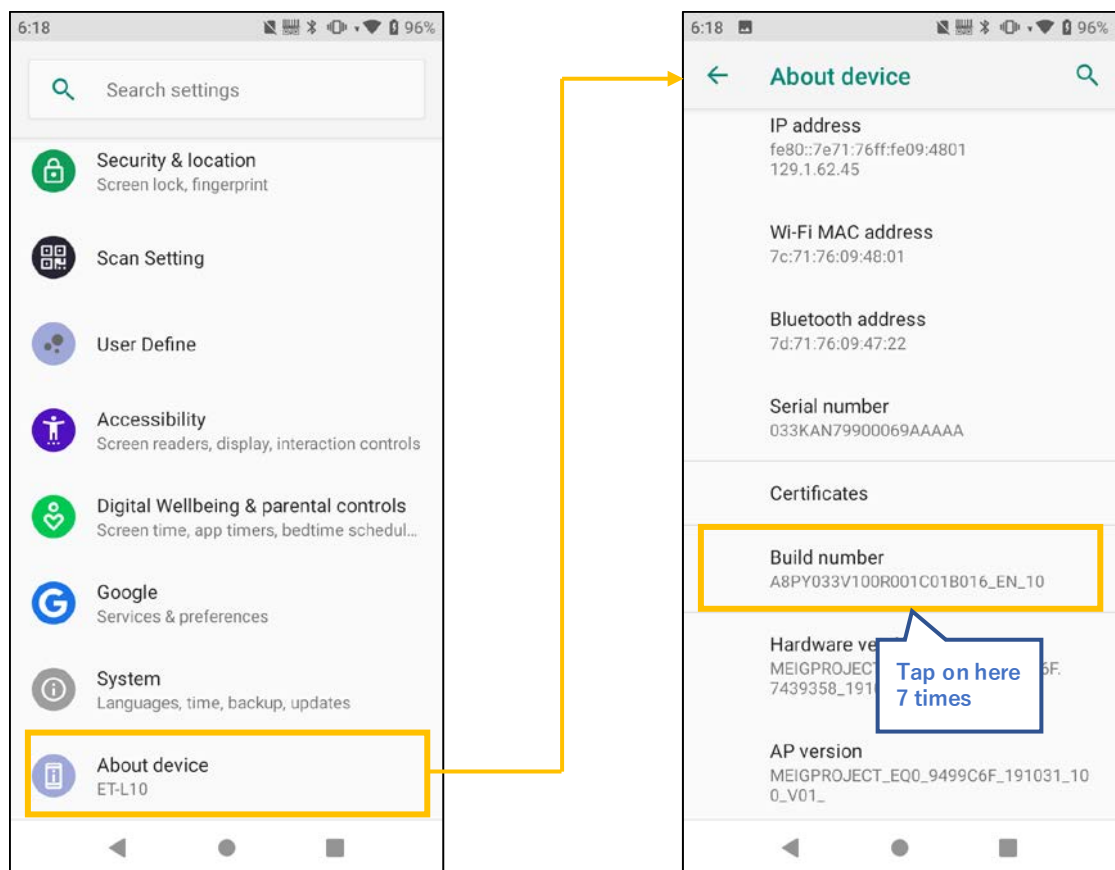 6:18
96%
Search settings
Security & location
Screen lock, fingerprint
Scan Setting
User Define
Accessibility
Screen readers, display, interaction controls
Digital Wellbeing & parental controls
Screen time, app timers, bedtime schedul...
Google
Services & preferences
System
Languages, time, backup, updates
About device
ET-L10
6:18
96%
About device
IP address
fe80::7e71:76ff:fe09:4801
129.1.62.45
Wi-Fi MAC address
7c:71:76:09:48:01
Bluetooth address
7d:71:76:09:47:22
Serial number
033KAN79900069AAAAA
Certificates
Build number
A8PY033V100R001C01B016_EN_10
Hardware
Tap on here
7 times
AP version
MEIGPROJECT_EQ0_9499C6F_191031_10
0_V01_